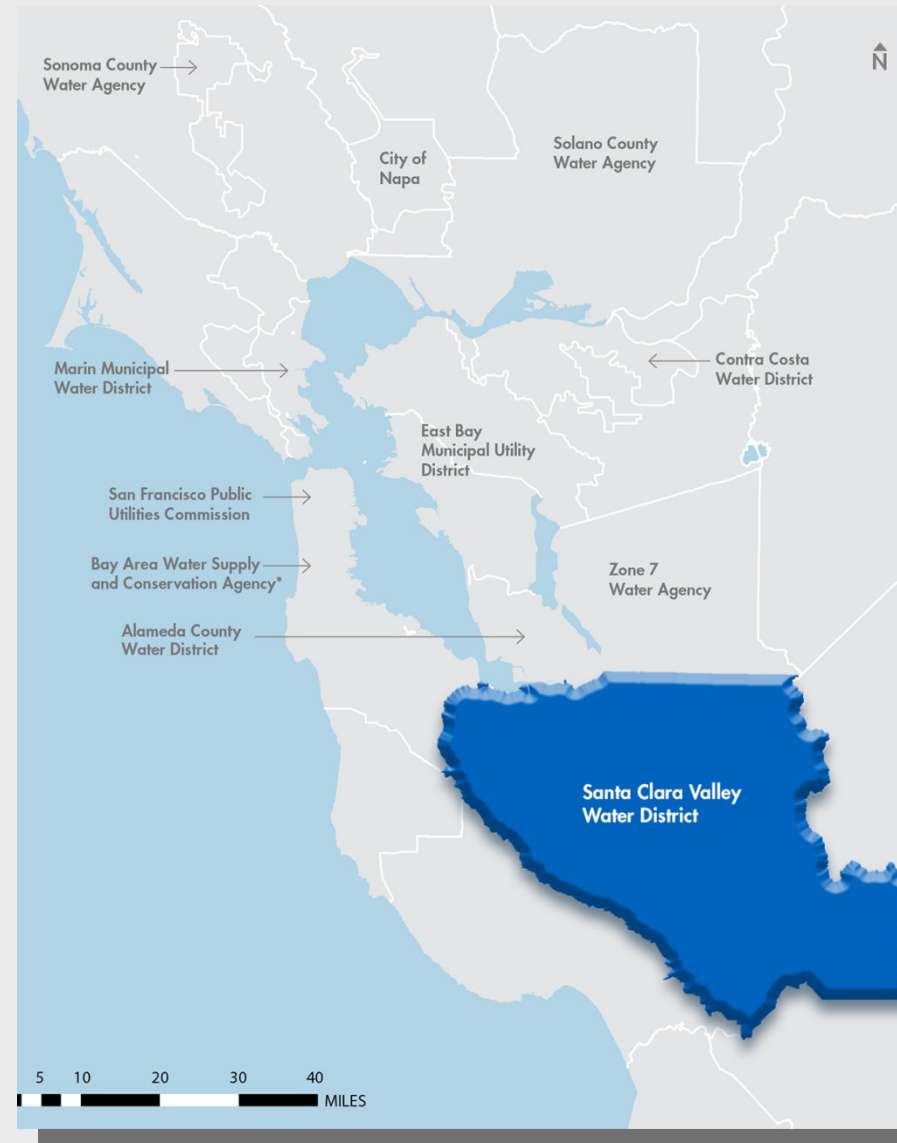 N
Sonoma County
Water Agency
City of
Napa
Solano County
Water Agency
Marin Municipal
Water District
Contra Costa
Water District
East Bay
Municipal Utility
District
San Francisco Public
Utilities Commission
Bay Area Water Supply
and Conservation Agency*
Zone 7
Water Agency
Alameda County
Water District
Santa Clara Valley
Water District
5 10 20 30 40
MILES